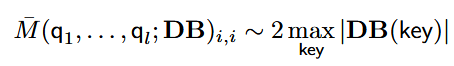 M̄(q₁, …, q_l; DB)_{i,i} ∼ 2 max_{key} |DB(key)|